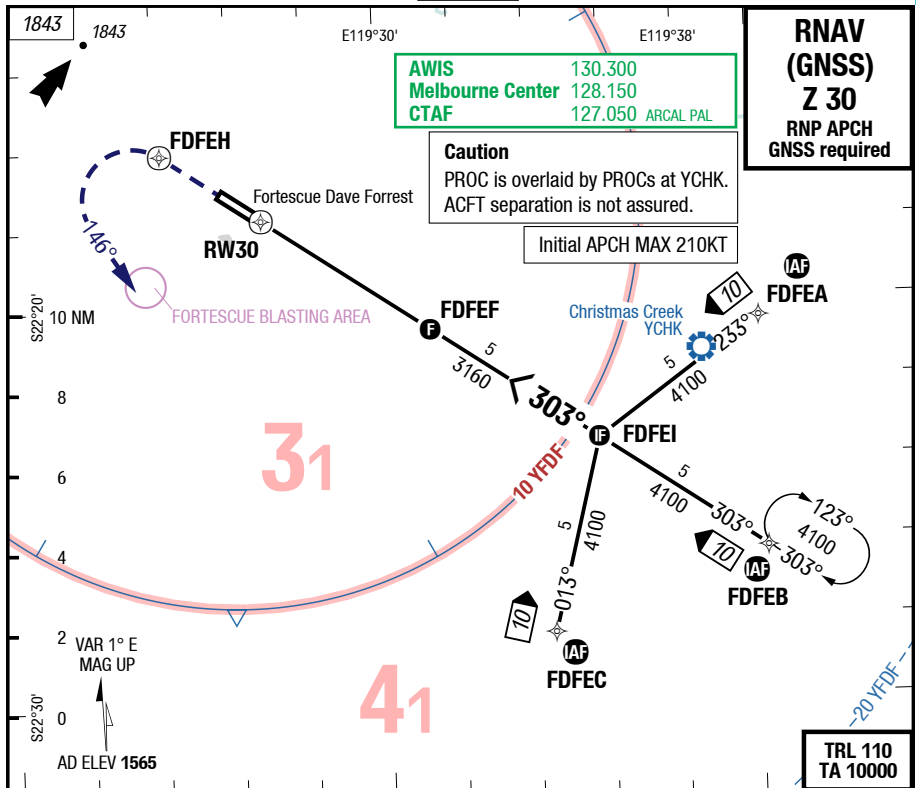 1843
1843
E119°30'
E119°38'
RNAV
(GNSS)
Z 30
RNP APCH
GNSS required
AWIS 130.300
Melbourne Center 128.150
CTAF 127.050 ARCAL PAL
Caution
PROC is overlaid by PROCs at YCHK.
ACFT separation is not assured.
Initial APCH MAX 210KT
FDFEH
Fortescue Dave Forrest
RW30
146°
FORTESCUE BLASTING AREA
S22°20'
10 NM
8
6
4
2
0
S22°30'
FDFEF
F
5
3160
303°
IF
FDFEI
Christmas Creek
YCHK
IAF
FDFEA
10
233°
5
4100
5
4100
303°
10
IAF
FDFEB
123°
4100
303°
5
4100
013°
10
IAF
FDFEC
10 YFDF
31
41
20 YFDF
VAR 1° E
MAG UP
AD ELEV 1565
TRL 110
TA 10000